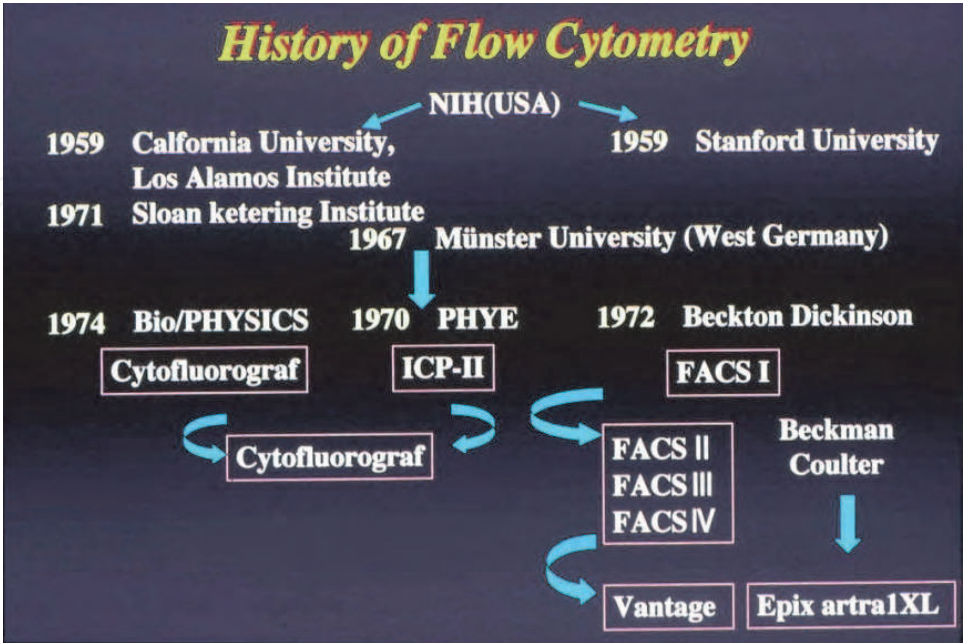 History of Flow Cytometry
NIH(USA)
1959 Calfornia University,
Los Alamos Institute
1959 Stanford University
1971 Sloan ketering Institute
1967 Münster University (West Germany)
1974 Bio/PHYSICS
1970 PHYE
1972 Beckton Dickinson
Cytofluorograf
ICP-II
FACS I
Cytofluorograf
FACS II
FACS III
FACS IV
Beckman
Coulter
Vantage
Epix artra1XL